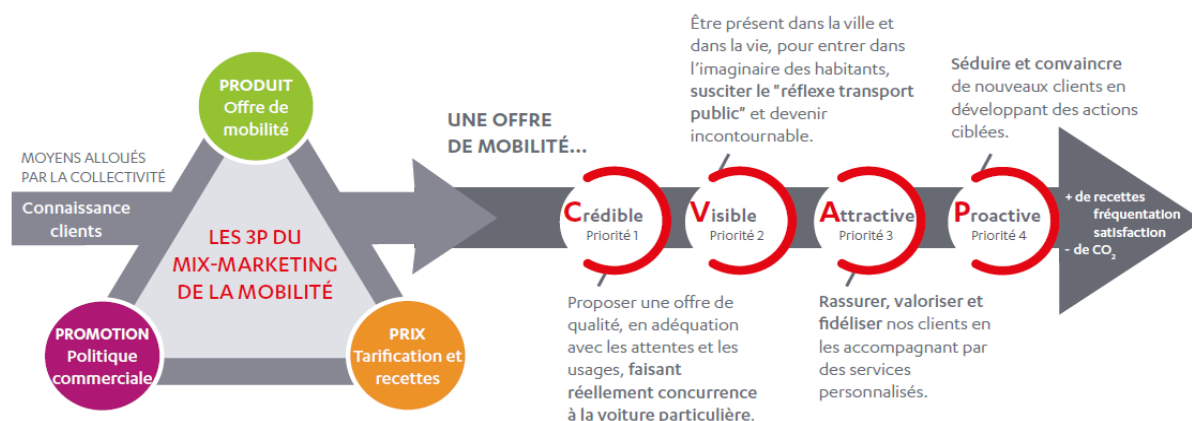 MOYENS ALLOUÉS
PAR LA COLLECTIVITÉ
Connaissance
clients
PRODUIT
Offre de
mobilité
LES 3P DU
MIX-MARKETING
DE LA MOBILITÉ
PROMOTION
Politique
commerciale
PRIX
Tarification et
recettes
UNE OFFRE
DE MOBILITÉ...
Crédible
Priorité 1
Proposer une offre de
qualité, en adéquation
avec les attentes et les
usages, faisant
réellement concurrence
à la voiture particulière.
Être présent dans la ville et
dans la vie, pour entrer dans
l’imaginaire des habitants,
susciter le "réflexe transport
public" et devenir
incontournable.
Visible
Priorité 2
Attractive
Priorité 3
Rassurer, valoriser et
fidéliser nos clients en
les accompagnant par
des services
personnalisés.
Séduire et convaincre
de nouveaux clients en
développant des actions
ciblées.
Proactive
Priorité 4
+ de recettes
fréquentation
satisfaction
- de CO₂